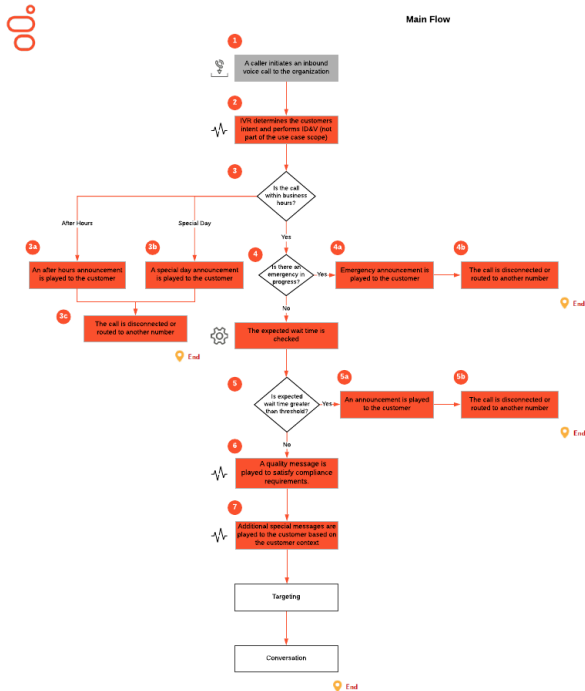 Main Flow
1
A caller initiates an inbound
voice call to the organization
2
IVR determines the customers
intent and performs ID&V (not
part of the use case scope)
3
Is the call
within business
hours?
After Hours
Special Day
Yes
3a
An after hours announcement
is played to the customer
3b
A special day announcement
is played to the customer
3c
The call is disconnected or
routed to another number
End
4
Is there an
emergency in
progress?
Yes
4a
Emergency announcement is
played to the customer
4b
The call is disconnected or
routed to another number
End
No
The expected wait time is
checked
5
Is expected
wait time greater
than threshold?
Yes
5a
An announcement is played
to the customer
5b
The call is disconnected or
routed to another number
End
No
6
A quality message is
played to satisfy compliance
requirements.
7
Additional special messages are
played to the customer based on
the customer context
Targeting
Conversation
End